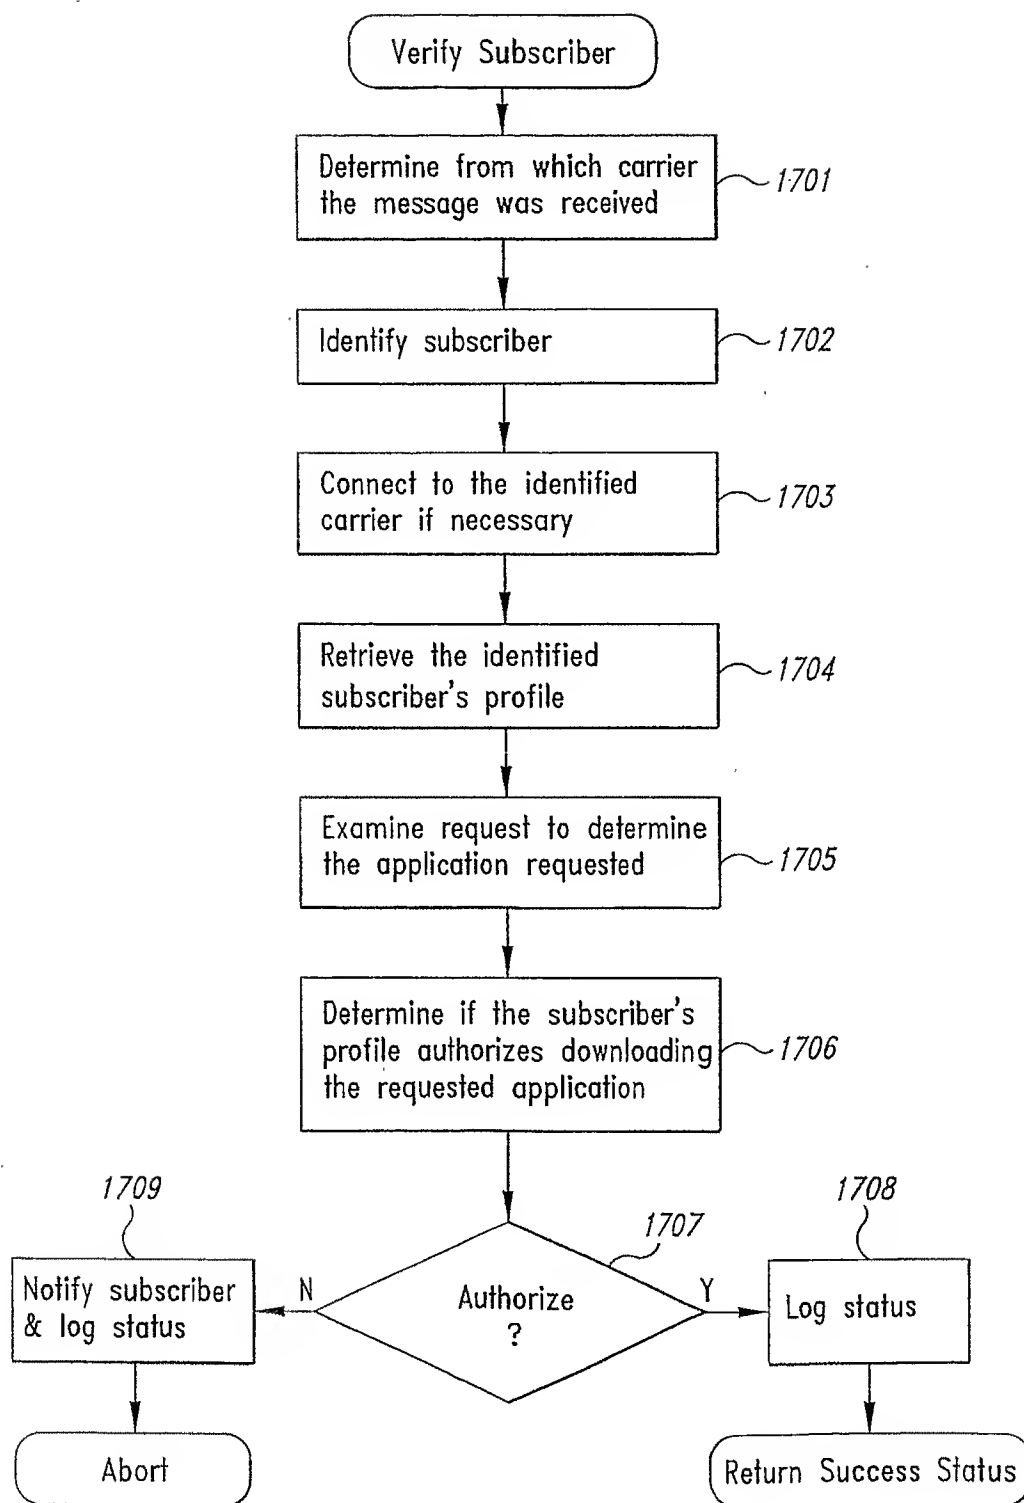 Verify Subscriber
Determine from which carrier
the message was received
1701
Identify subscriber
1702
Connect to the identified
carrier if necessary
1703
Retrieve the identified
subscriber's profile
1704
Examine request to determine
the application requested
1705
Determine if the subscriber's
profile authorizes downloading
the requested application
1706
1709
1708
1707
Notify subscriber
& log status
N
Authorize
?
Y
Log status
Abort
Return Success Status